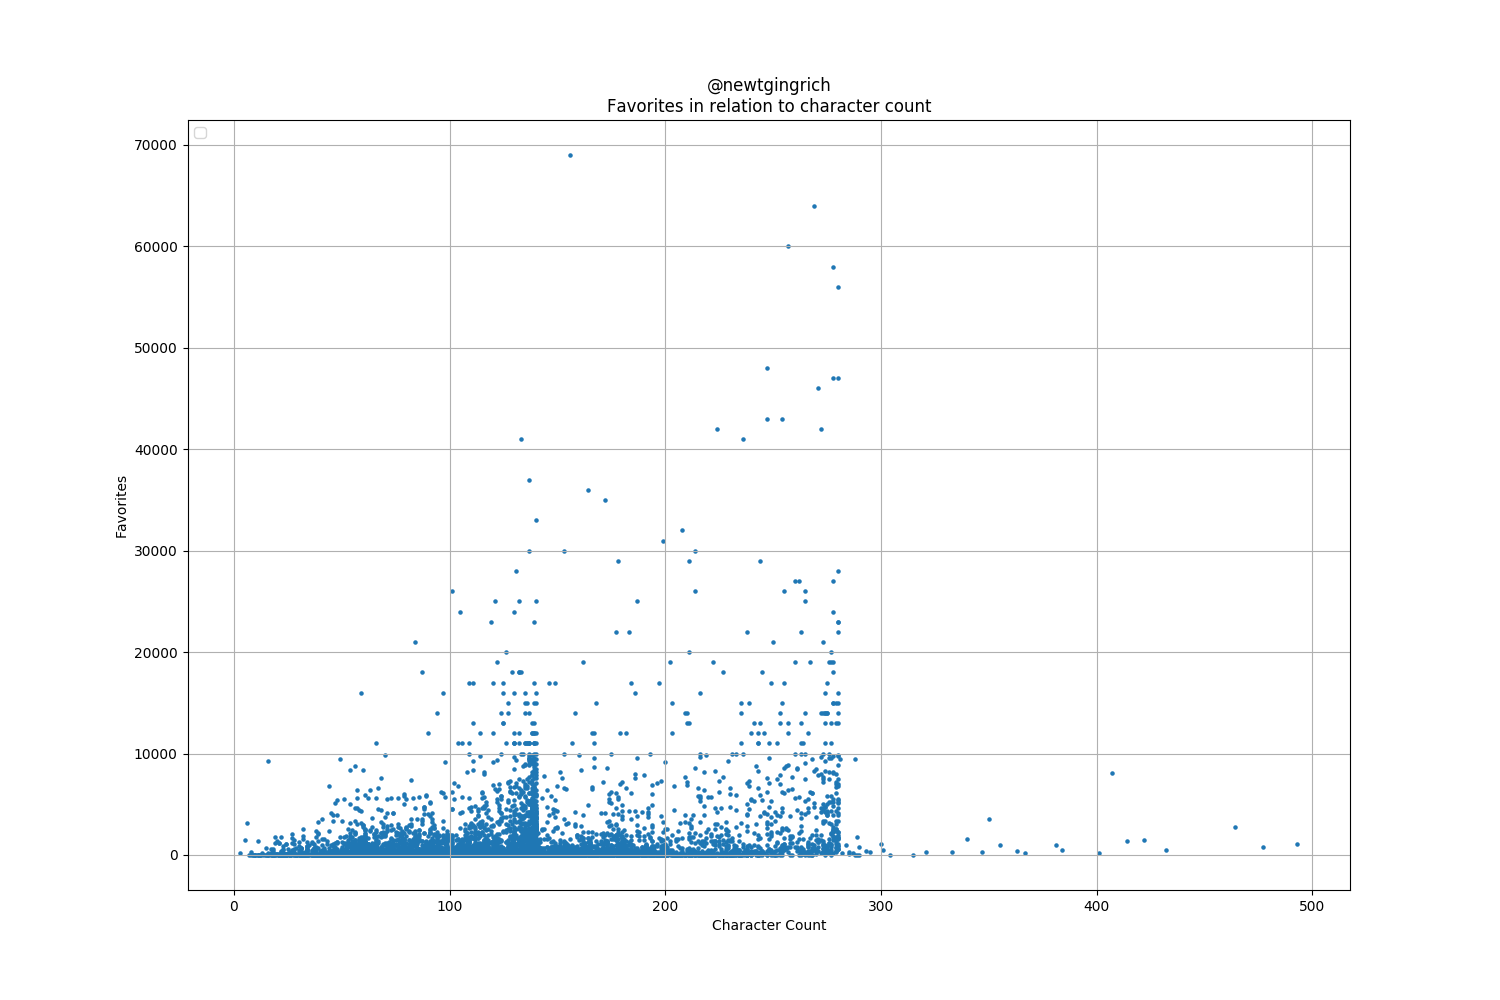 @newtgingrich
Favorites in relation to character count
70000
60000
50000
40000
30000
20000
10000
0
Favorites
0 100 200 300 400 500
Character Count